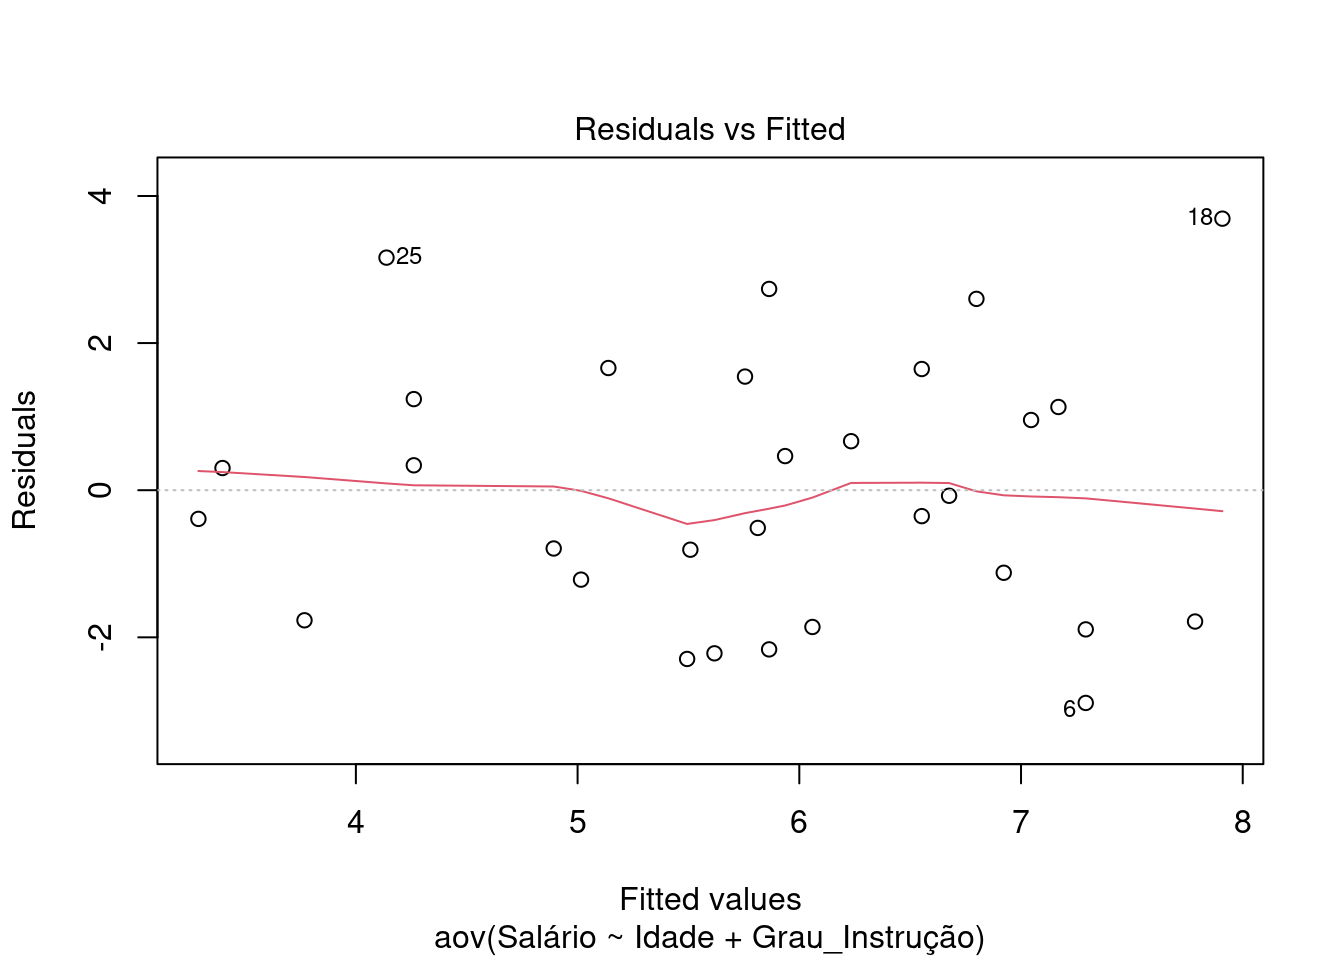 Residuals vs Fitted
4
2
0
-2
Residuals
25
18
6
4 5 6 7 8
Fitted values
aov(Salário ~ Idade + Grau_Instrução)